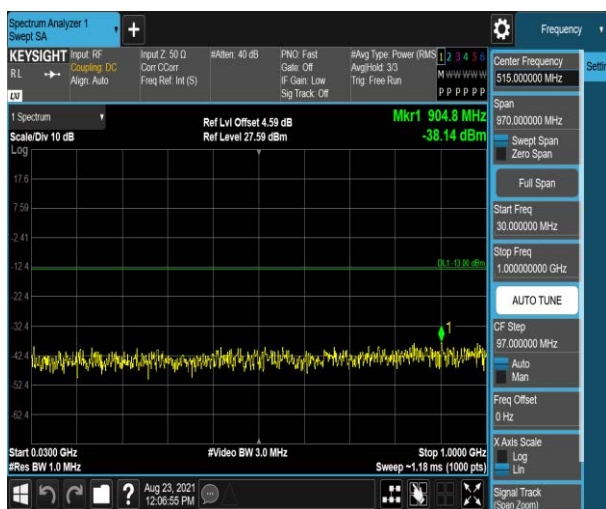 Spectrum Analyzer 1
Swept SA
Frequency
KEYSIGHT
Input: RF
RL
Coupling: DC
Align: Auto
Input Z: 50 Ω
Corr CCorr
Freq Ref: Int (S)
#Atten: 40 dB
PNO: Fast
Gate: Off
IF Gain: Low
Sig Track: Off
#Avg Type: Power (RMS
Avg|Hold: 3/3
Trig: Free Run
1 2 3 4 5 6
M W W W W W
P P P P P P
LXI
1 Spectrum
Scale/Div 10 dB
Log
Ref Lvl Offset 4.59 dB
Ref Level 27.59 dBm
Mkr1 904.8 MHz
-38.14 dBm
17.6
7.59
-2.41
-12.4
DL1 -13.00 dBm
-22.4
-32.4
1
-42.4
-52.4
-62.4
Start 0.0300 GHz
#Res BW 1.0 MHz
#Video BW 3.0 MHz
Stop 1.0000 GHz
Sweep ~1.18 ms (1000 pts)
Aug 23, 2021
12:06:55 PM
Center Frequency
515.000000 MHz
Settin
Span
970.000000 MHz
Swept Span
Zero Span
Full Span
Start Freq
30.000000 MHz
Stop Freq
1.000000000 GHz
AUTO TUNE
CF Step
97.000000 MHz
Auto
Man
Freq Offset
0 Hz
X Axis Scale
Log
Lin
Signal Track
(Span Zoom)